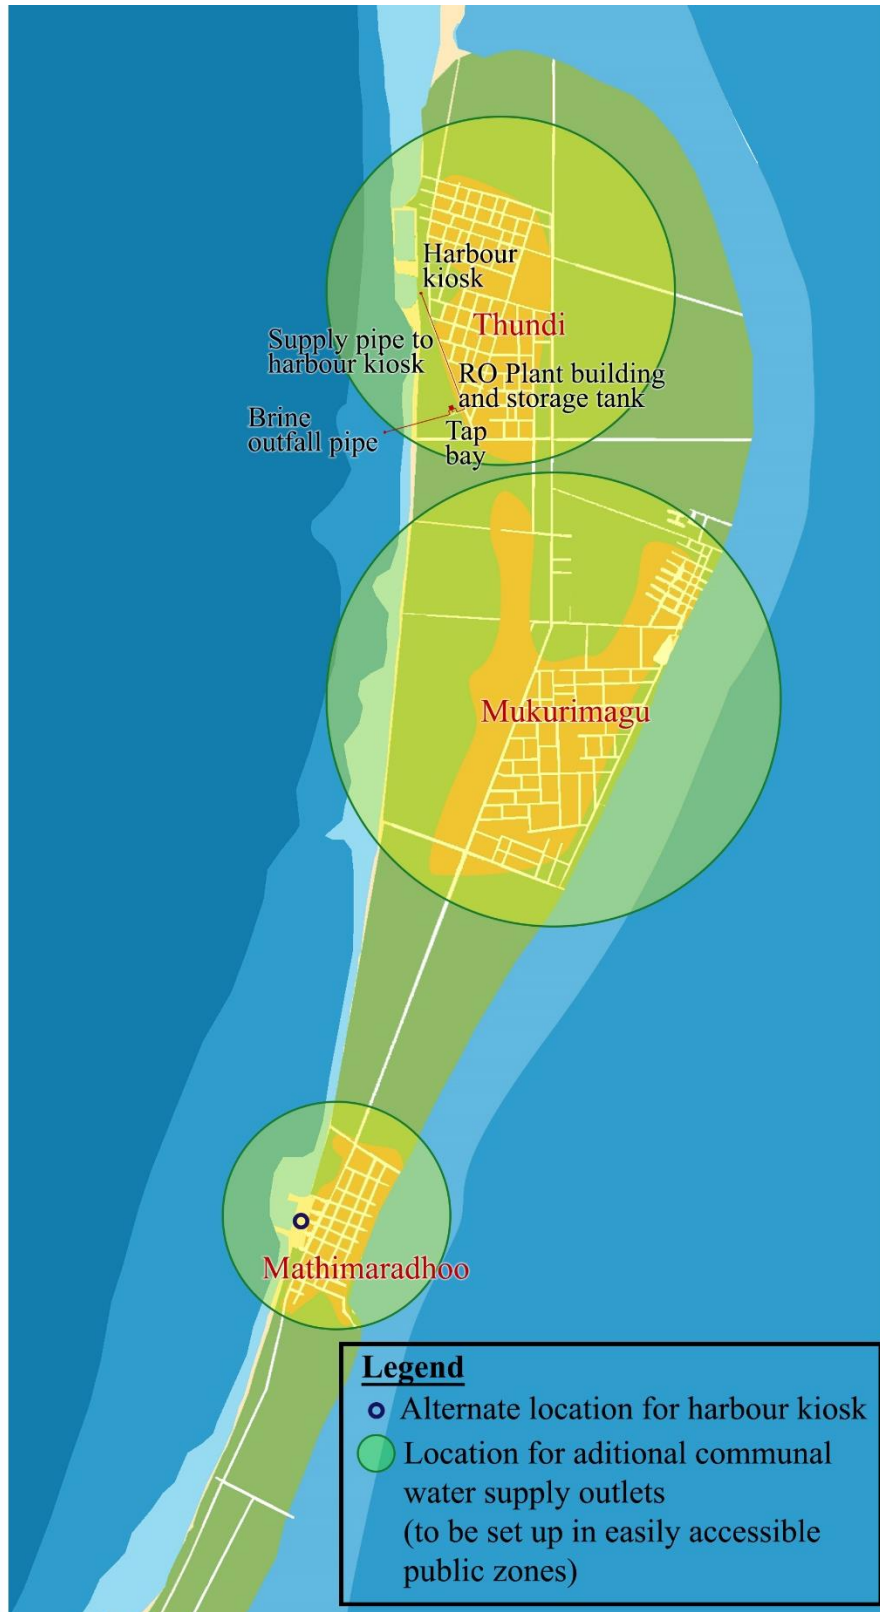 Harbour
kiosk
Thundi
Supply pipe to
harbour kiosk
RO Plant building
and storage tank
Brine
outfall pipe
Tap
bay
Mukurimagu
Mathimaradhoo
Legend
Alternate location for harbour kiosk
Location for aditional communal
water supply outlets
(to be set up in easily accessible
public zones)